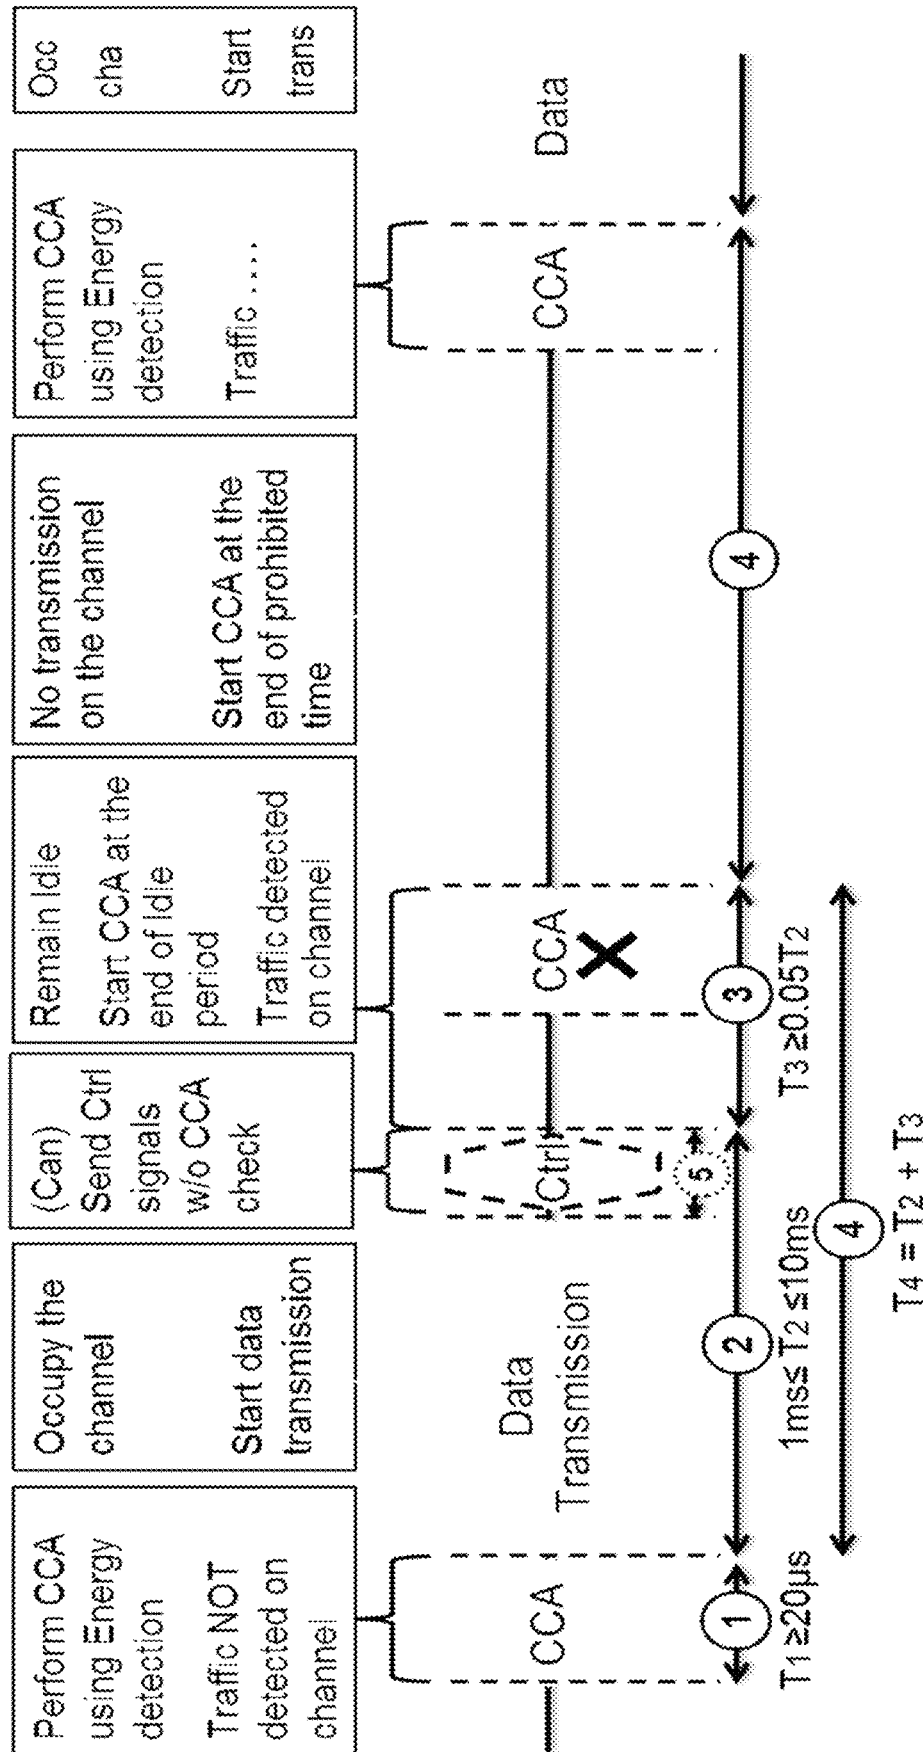 Perform CCA
using Energy
detection
Traffic NOT
detected on
channel
Occupy the
channel
Start data
transmission
(Can)
Send Ctrl
signals
w/o CCA
check
Remain Idle
Start CCA at the
end of Idle
period
Traffic detected
on channel
No transmission
on the channel
Start CCA at the
end of prohibited
time
Perform CCA
using Energy
detection
Traffic ....
Occ
cha
Start
trans
CCA
Data
Transmission
Ctrl
CCA
CCA
Data
5
1
2
3
4
T1 ≥20µs
1ms≤ T2 ≤10ms
T3 ≥0.05T2
4
T4 = T2 + T3